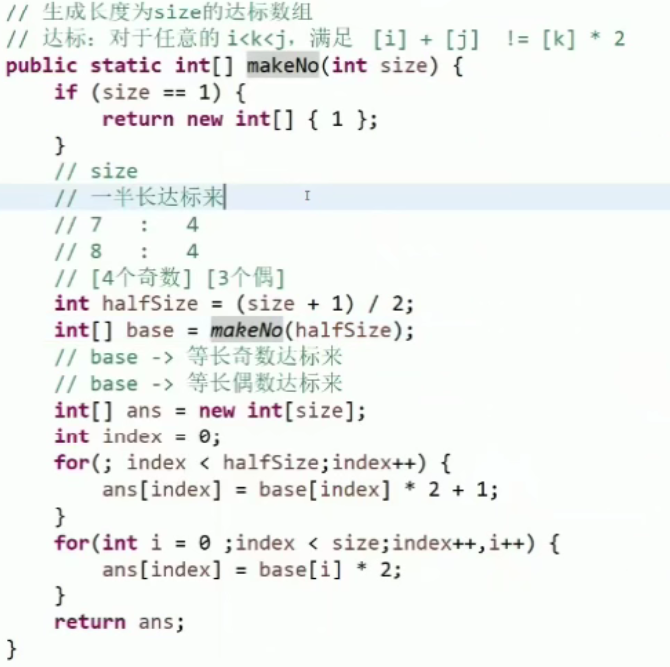 // 生成长度为size的达标数组
// 达标：对于任意的 i<k<j，满足  [i] + [j]  != [k] * 2
public static int[] makeNo(int size) {
    if (size == 1) {
        return new int[] { 1 };
    }
    // size
    // 一半长达标来
    // 7   :   4
    // 8   :   4
    // [4个奇数] [3个偶]
    int halfSize = (size + 1) / 2;
    int[] base = makeNo(halfSize);
    // base -> 等长奇数达标来
    // base -> 等长偶数达标来
    int[] ans = new int[size];
    int index = 0;
    for(; index < halfSize;index++) {
        ans[index] = base[index] * 2 + 1;
    }
    for(int i = 0 ;index < size;index++,i++) {
        ans[index] = base[i] * 2;
    }
    return ans;
}